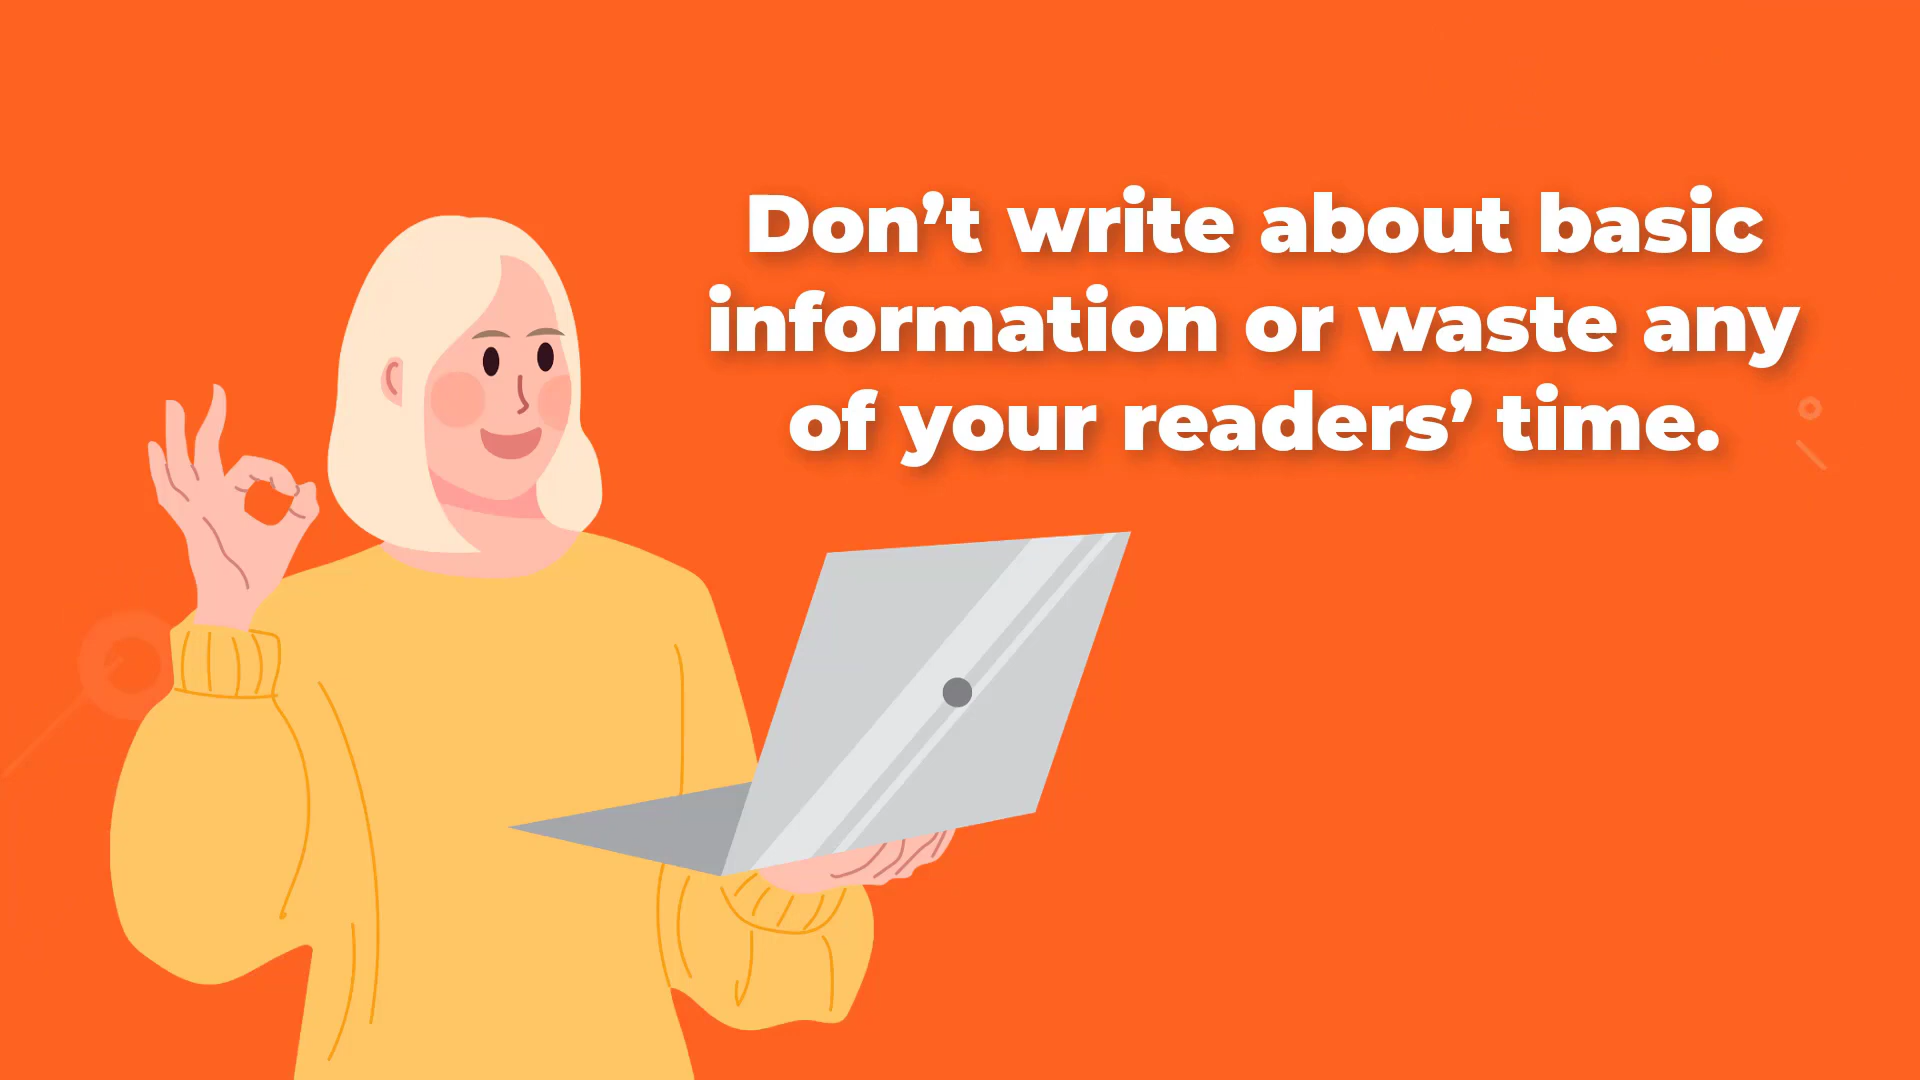 Don’t write about basic
information or waste any
of your readers’ time.